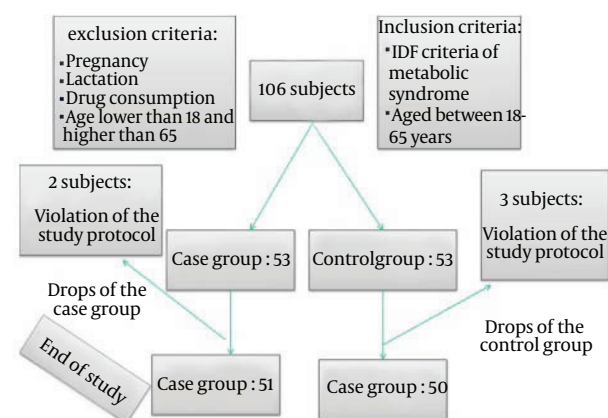 exclusion criteria:
▪Pregnancy
▪Lactation
▪Drug consumption
▪Age lower than 18 and
higher than 65
106 subjects
Inclusion criteria:
▪IDF criteria of
metabolic
syndrome
▪Aged between 18-
65 years
2 subjects:
Violation of the
study protocol
Case group : 53
Controlgroup : 53
3 subjects:
Violation of the
study protocol
Drops of the
case group
Drops of the
control group
End of study
Case group : 51
Case group : 50